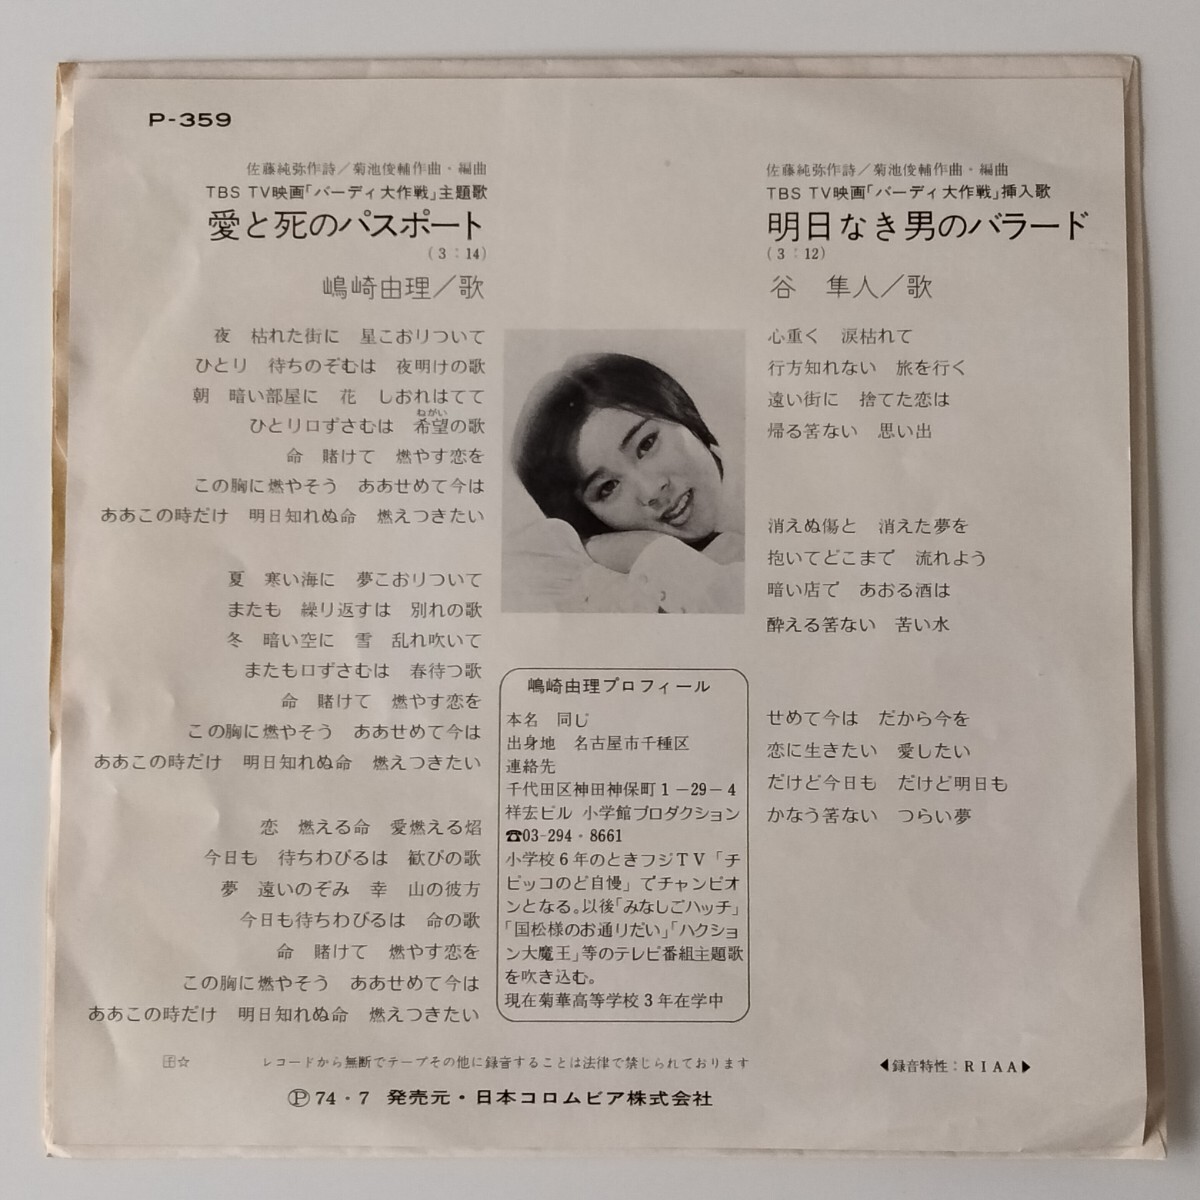 P-359
佐藤純弥作詩／菊池俊輔作曲・編曲
TBS TV映画「バーディ大作戦」主題歌
愛と死のパスポート
(3：14)
嶋崎由理／歌
夜　枯れた街に　星こおりついて
ひとり　待ちのぞむは　夜明けの歌
朝　暗い部屋に　花　しおれはてて
ねがい
ひとり口ずさむは　希望の歌
命　賭けて　燃やす恋を
この胸に燃やそう　ああせめて今は
ああこの時だけ　明日知れぬ命　燃えつきたい
夏　寒い海に　夢こおりついて
またも　繰り返すは　別れの歌
冬　暗い空に　雪　乱れ吹いて
またも口ずさむは　春待つ歌
命　賭けて　燃やす恋を
この胸に燃やそう　ああせめて今は
ああこの時だけ　明日知れぬ命　燃えつきたい
恋　燃える命　愛燃える焰
今日も　待ちわびるは　歓びの歌
夢　遠いのぞみ　幸　山の彼方
今日も待ちわびるは　命の歌
命　賭けて　燃やす恋を
この胸に燃やそう　ああせめて今は
ああこの時だけ　明日知れぬ命　燃えつきたい
佐藤純弥作詩／菊池俊輔作曲・編曲
TBS TV映画「バーディ大作戦」挿入歌
明日なき男のバラード
(3：12)
谷　隼人／歌
心重く　涙枯れて
行方知れない　旅を行く
遠い街に　捨てた恋は
帰る筈ない　思い出
消えぬ傷と　消えた夢を
抱いてどこまで　流れよう
暗い店で　あおる酒は
酔える筈ない　苦い水
せめて今は　だから今を
恋に生きたい　愛したい
だけど今日も　だけど明日も
かなう筈ない　つらい夢
嶋崎由理プロフィール
本名　同じ
出身地　名古屋市千種区
連絡先
千代田区神田神保町1－29－4
祥宏ビル 小学館プロダクション
☎03-294・8661
小学校6年のときフジTV「チ
ビッコのど自慢」でチャンピオ
ンとなる。以後「みなしごハッチ」
「国松様のお通りだい」「ハクショ
ン大魔王」等のテレビ番組主題歌
を吹き込む。
現在菊華高等学校3年在学中
☆　レコードから無断でテープその他に録音することは法律で禁じられております
◀録音特性：RIAA▶
Ⓟ74・7 発売元・日本コロムビア株式会社